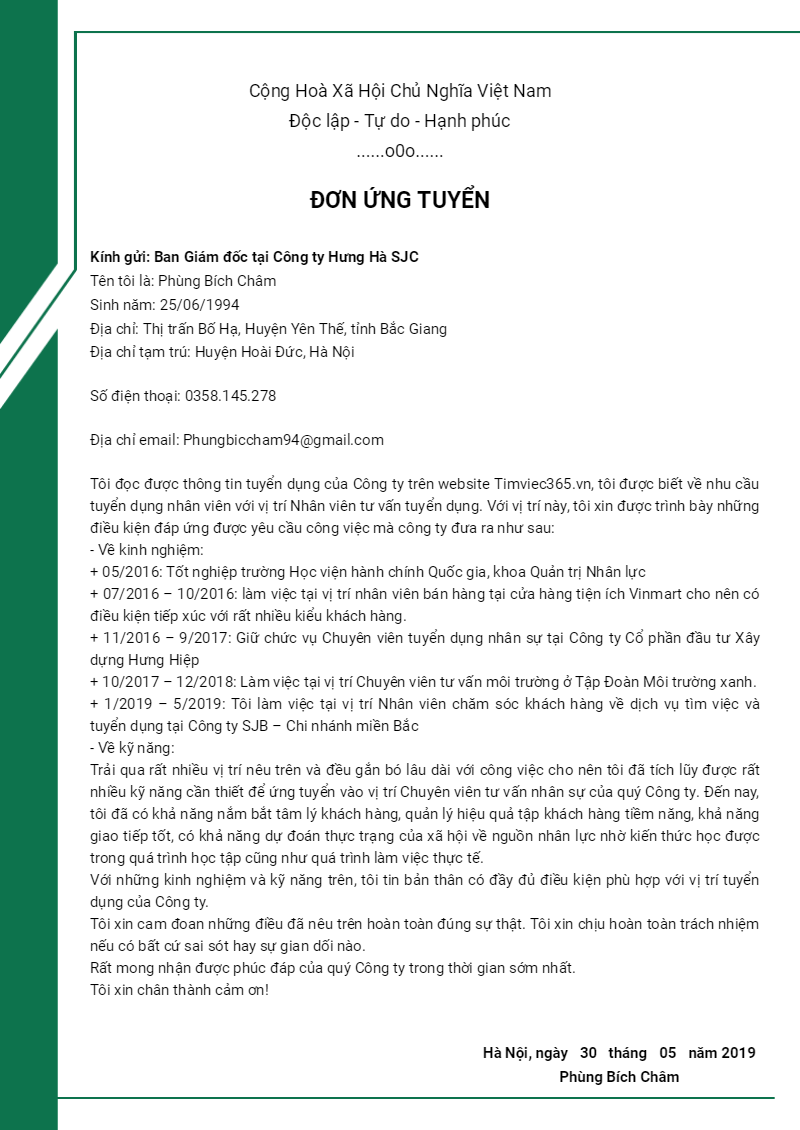 Cộng Hoà Xã Hội Chủ Nghĩa Việt Nam
Độc lập - Tự do - Hạnh phúc
......o0o......
ĐƠN ỨNG TUYỂN
Kính gửi: Ban Giám đốc tại Công ty Hưng Hà SJC
Tên tôi là: Phùng Bích Châm
Sinh năm: 25/06/1994
Địa chỉ: Thị trấn Bố Hạ, Huyện Yên Thế, tỉnh Bắc Giang
Địa chỉ tạm trú: Huyện Hoài Đức, Hà Nội
Số điện thoại: 0358.145.278
Địa chỉ email: Phungbiccham94@gmail.com
Tôi đọc được thông tin tuyển dụng của Công ty trên website Timviec365.vn, tôi được biết về nhu cầu
tuyển dụng nhân viên với vị trí Nhân viên tư vấn tuyển dụng. Với vị trí này, tôi xin được trình bày những
điều kiện đáp ứng được yêu cầu công việc mà công ty đưa ra như sau:
- Về kinh nghiệm:
+ 05/2016: Tốt nghiệp trường Học viện hành chính Quốc gia, khoa Quản trị Nhân lực
+ 07/2016 – 10/2016: làm việc tại vị trí nhân viên bán hàng tại cửa hàng tiện ích Vinmart cho nên có
điều kiện tiếp xúc với rất nhiều kiểu khách hàng.
+ 11/2016 – 9/2017: Giữ chức vụ Chuyên viên tuyển dụng nhân sự tại Công ty Cổ phần đầu tư Xây
dựng Hưng Hiệp
+ 10/2017 – 12/2018: Làm việc tại vị trí Chuyên viên tư vấn môi trường ở Tập Đoàn Môi trường xanh.
+ 1/2019 – 5/2019: Tôi làm việc tại vị trí Nhân viên chăm sóc khách hàng về dịch vụ tìm việc và
tuyển dụng tại Công ty SJB – Chi nhánh miền Bắc
- Về kỹ năng:
Trải qua rất nhiều vị trí nêu trên và đều gắn bó lâu dài với công việc cho nên tôi đã tích lũy được rất
nhiều kỹ năng cần thiết để ứng tuyển vào vị trí Chuyên viên tư vấn nhân sự của quý Công ty. Đến nay,
tôi đã có khả năng nắm bắt tâm lý khách hàng, quản lý hiệu quả tập khách hàng tiềm năng, khả năng
giao tiếp tốt, có khả năng dự đoán thực trạng của xã hội về nguồn nhân lực nhờ kiến thức học được
trong quá trình học tập cũng như quá trình làm việc thực tế.
Với những kinh nghiệm và kỹ năng trên, tôi tin bản thân có đầy đủ điều kiện phù hợp với vị trí tuyển
dụng của Công ty.
Tôi xin cam đoan những điều đã nêu trên hoàn toàn đúng sự thật. Tôi xin chịu hoàn toàn trách nhiệm
nếu có bất cứ sai sót hay sự gian dối nào.
Rất mong nhận được phúc đáp của quý Công ty trong thời gian sớm nhất.
Tôi xin chân thành cảm ơn!
Hà Nội, ngày 30 tháng 05 năm 2019
Phùng Bích Châm